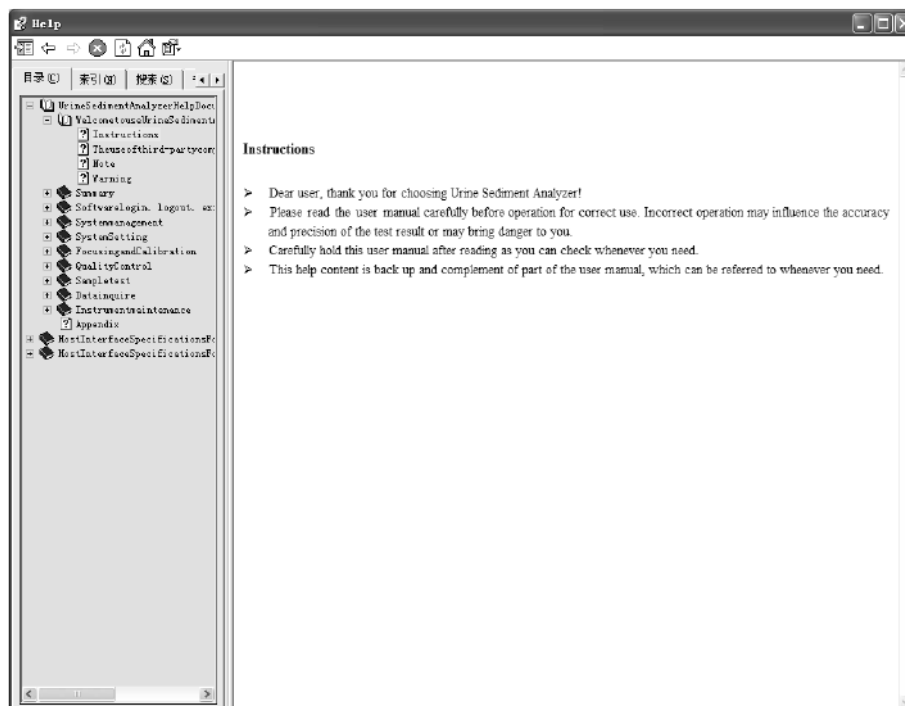 Help
目录(C) 索引(N) 搜索(S)
UrineSedimentAnalyzerHelpDocu
WelcometouseUrineSediments
Instructions
Theuseofthird-partycom
Note
Warning
Summary
Softwarelogin, logout, ex:
Systemmanagement
SystemSetting
FocusingandCalibration
QualityControl
Sampletest
Datainquire
Instrumentmaintenance
Appendix
HostInterfaceSpecificationsFo
HostInterfaceSpecificationsFo
Instructions
➢ Dear user, thank you for choosing Urine Sediment Analyzer!
➢ Please read the user manual carefully before operation for correct use. Incorrect operation may influence the accuracy
and precision of the test result or may bring danger to you.
➢ Carefully hold this user manual after reading as you can check whenever you need.
➢ This help content is back up and complement of part of the user manual, which can be referred to whenever you need.